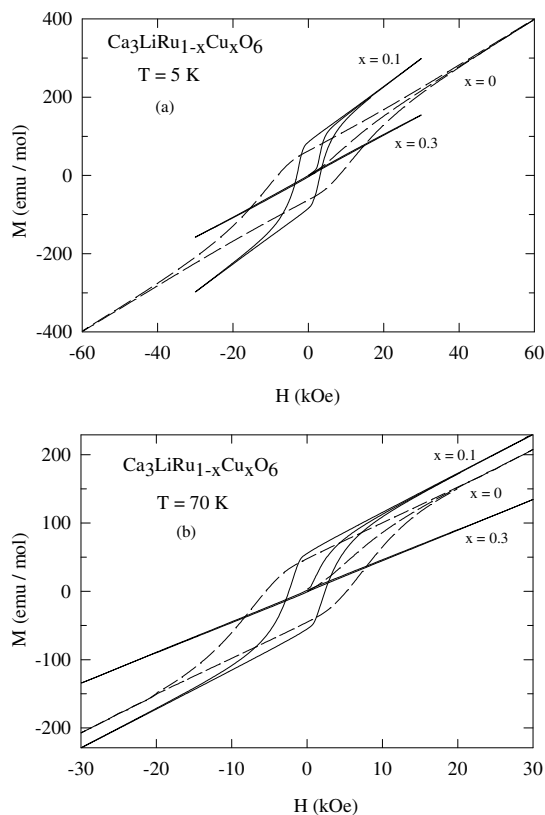 400
Ca3LiRu1-xCuxO6
T = 5 K
(a)
x = 0.1
x = 0
x = 0.3
200
0
-200
-400
M (emu / mol)
-60 -40 -20 0 20 40 60
H (kOe)
Ca3LiRu1-xCuxO6
T = 70 K
(b)
x = 0.1
x = 0
x = 0.3
200
100
0
-100
-200
M (emu / mol)
-30 -20 -10 0 10 20 30
H (kOe)